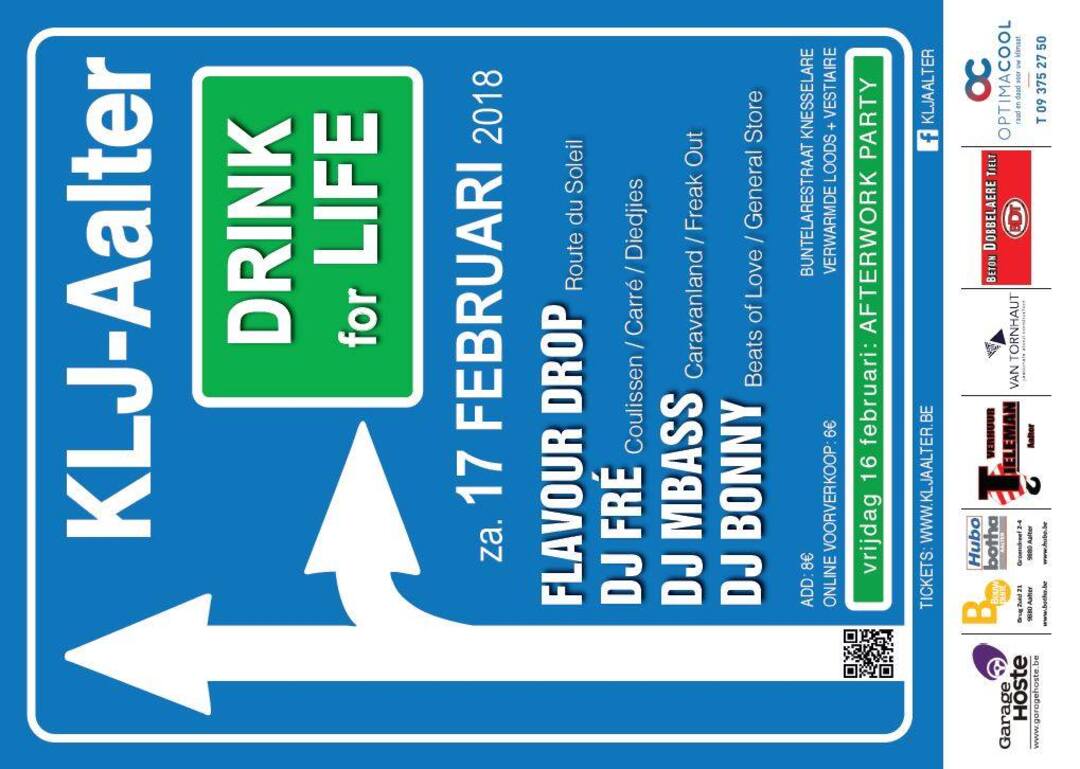 KLJ-Aalter
DRINK
for LIFE
za. 17 FEBRUARI 2018
FLAVOUR DROP Route du Soleil
DJ FRÉ Coulissen / Carré / Diedjies
DJ MBASS Caravanland / Freak Out
DJ BONNY Beats of Love / General Store
ADD: 8€
ONLINE VOORVERKOOP: 6€
BUNTELARESTRAAT KNESSELARE
VERWARMDE LOODS + VESTIAIRE
vrijdag 16 februari: AFTERWORK PARTY
TICKETS: WWW.KLJAALTER.BE
KLJAALTER
Garage
Hoste
www.garagehoste.be
Bouw
point
Brug Zuid 21
9880 Aalter
www.botha.be
Hubo
botha
AALTER
Groendreef 2-4
9880 Aalter
www.hubo.be
VERHUUR
TIELEMAN
Aalter
VAN TORNHAUT
BETON DOBBELAERE TIELT
BDT
OC
OPTIMACOOL
raad en daad voor uw klimaat
T 09 375 27 50